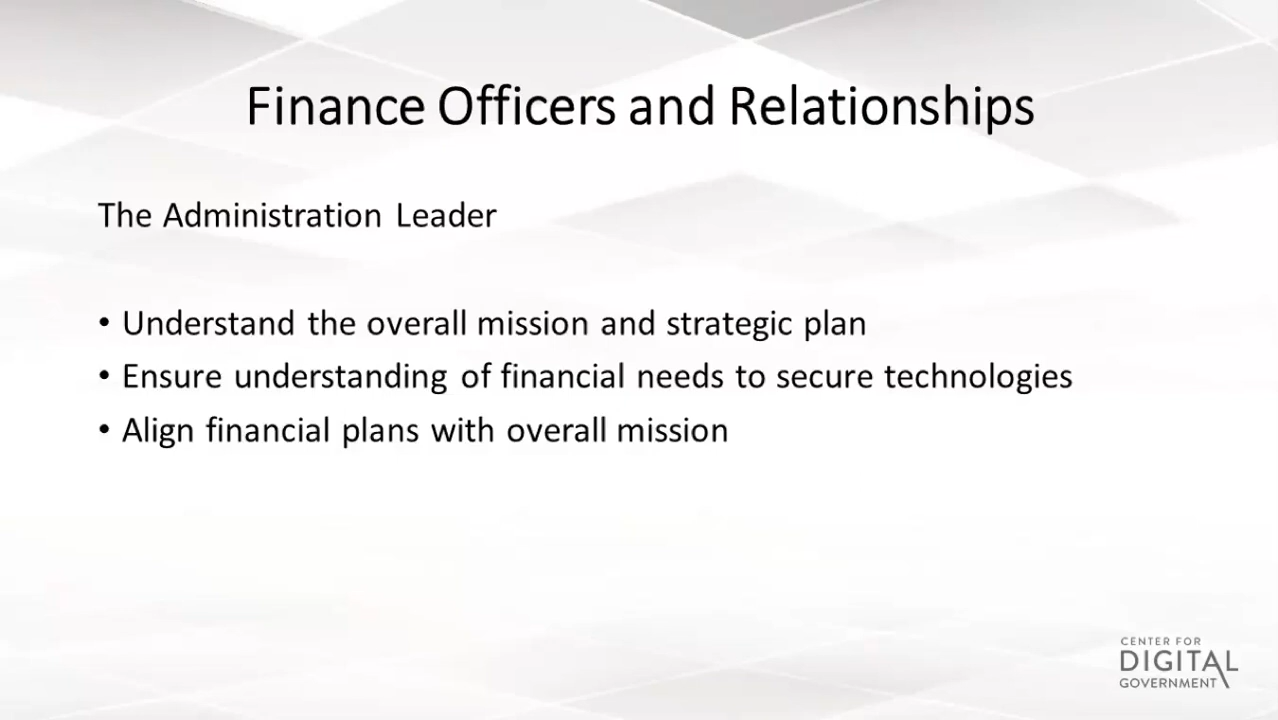 Finance Officers and Relationships
The Administration Leader
• Understand the overall mission and strategic plan
• Ensure understanding of financial needs to secure technologies
• Align financial plans with overall mission
CENTER FOR
DIGITAL
GOVERNMENT